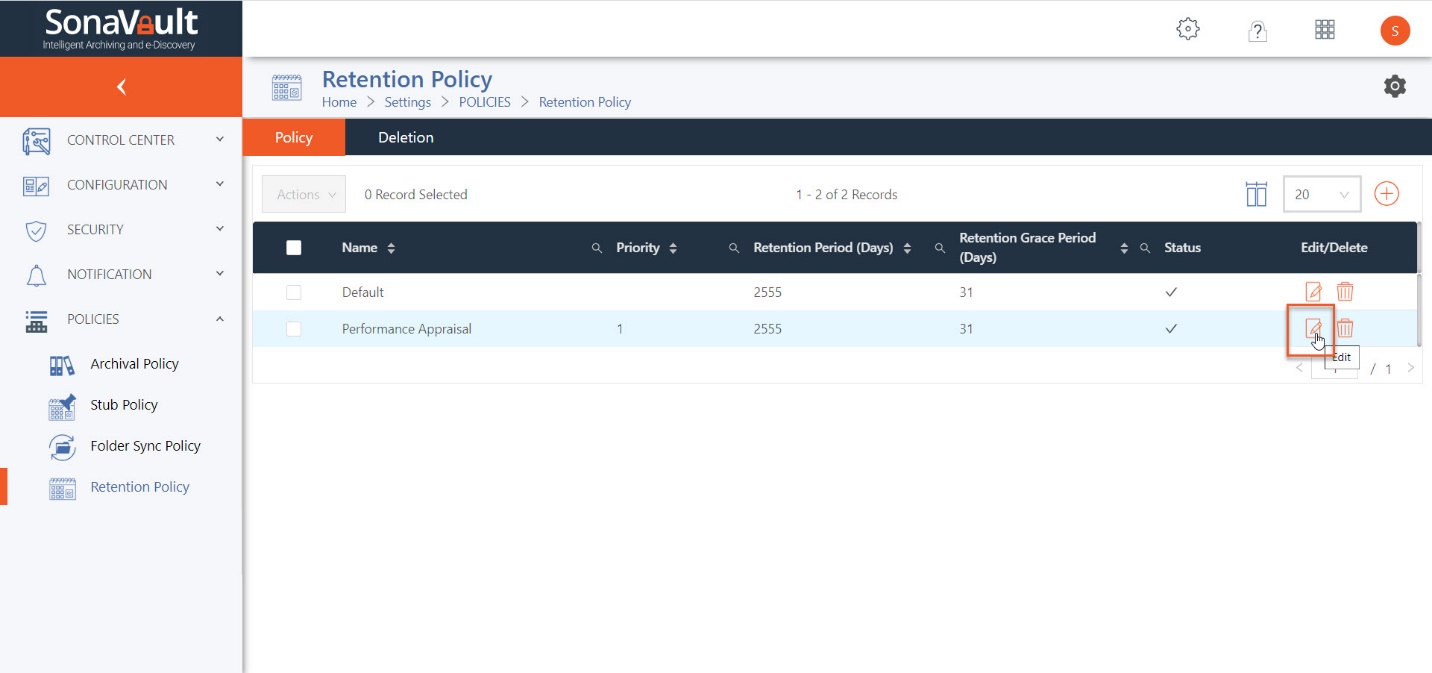 SonaVault
Intelligent Archiving and e-Discovery
?
S
Retention Policy
Home > Settings > POLICIES > Retention Policy
CONTROL CENTER
CONFIGURATION
SECURITY
NOTIFICATION
POLICIES
Archival Policy
Stub Policy
Folder Sync Policy
Retention Policy
Policy Deletion
Actions 0 Record Selected 1 - 2 of 2 Records 20
Name Priority Retention Period (Days) Retention Grace Period (Days) Status Edit/Delete
Default 2555 31
Performance Appraisal 1 2555 31
Edit
/ 1